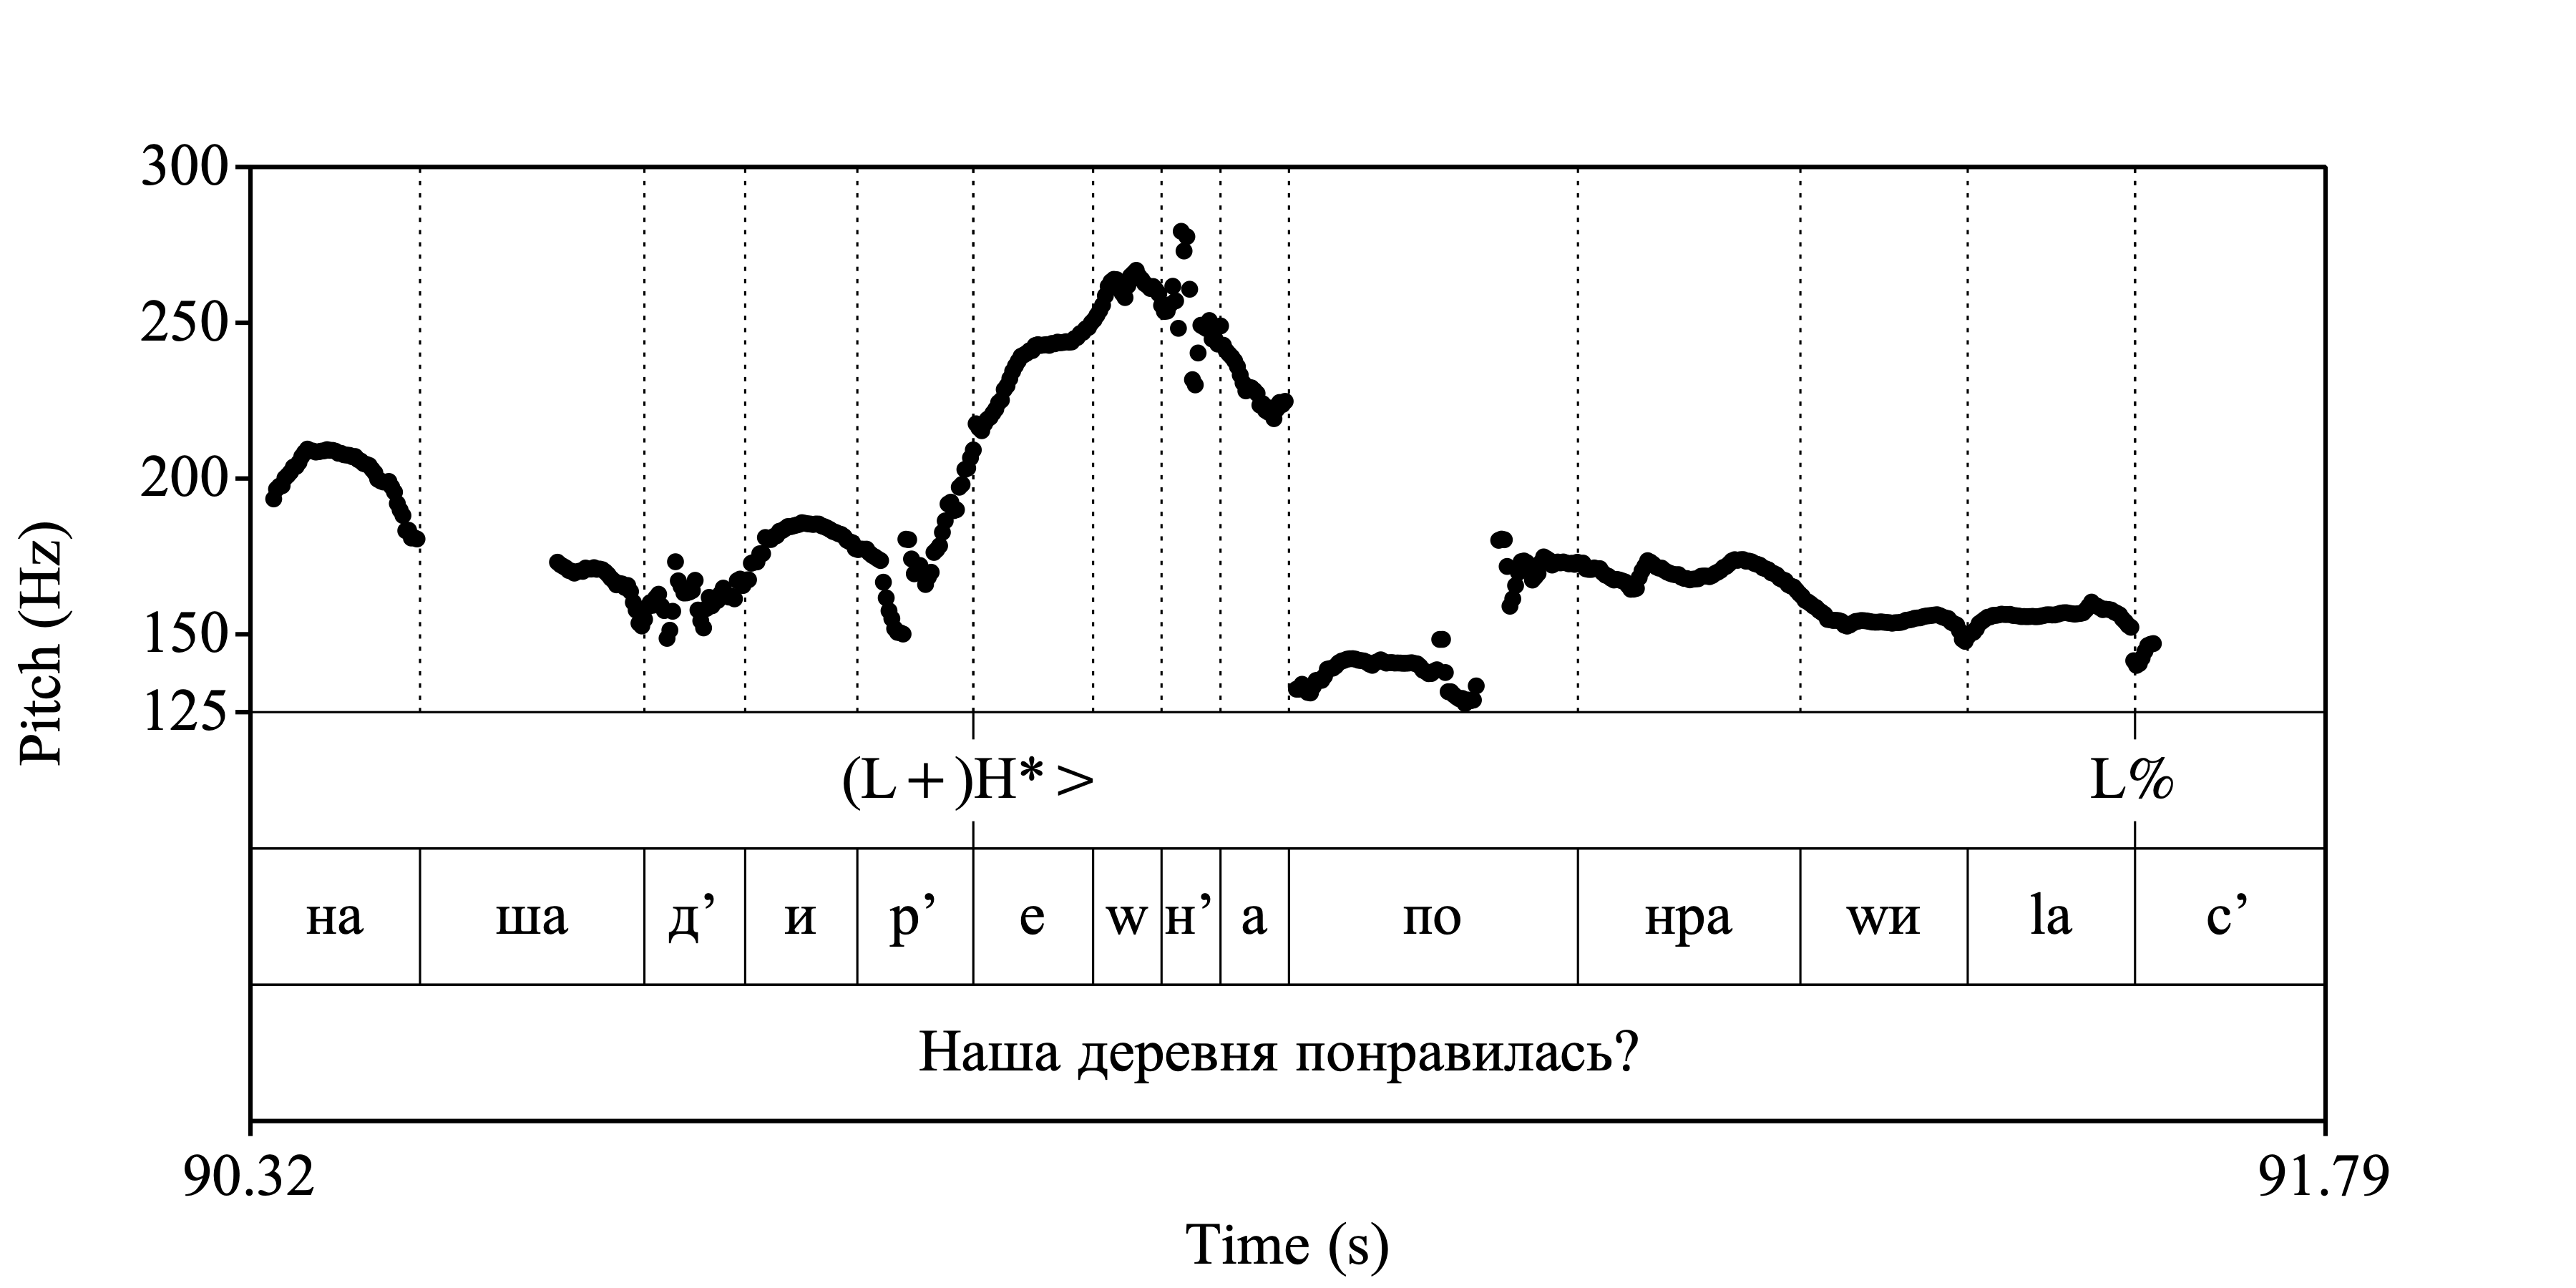 300
250
200
150
125
Pitch (Hz)
(L+)H*> L%
на ша д’ и р’ е w н’ а по нра wи lа с’
Наша деревня понравилась?
90.32 91.79
Time (s)